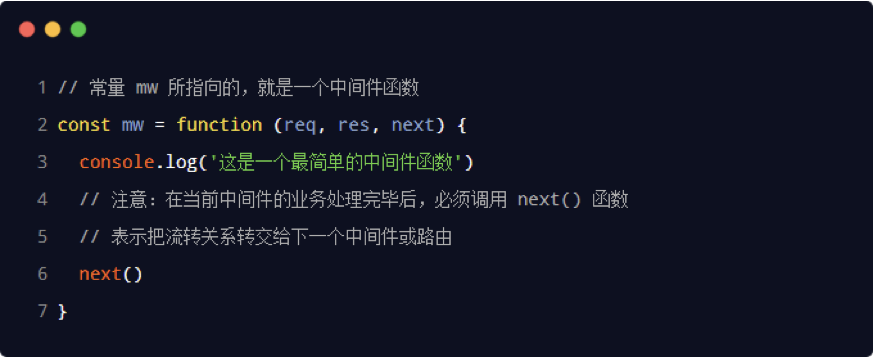 1 // 常量 mw 所指向的，就是一个中间件函数
2 const mw = function (req, res, next) {
3   console.log('这是一个最简单的中间件函数')
4   // 注意：在当前中间件的业务处理完毕后，必须调用 next() 函数
5   // 表示把流转关系转交给下一个中间件或路由
6   next()
7 }